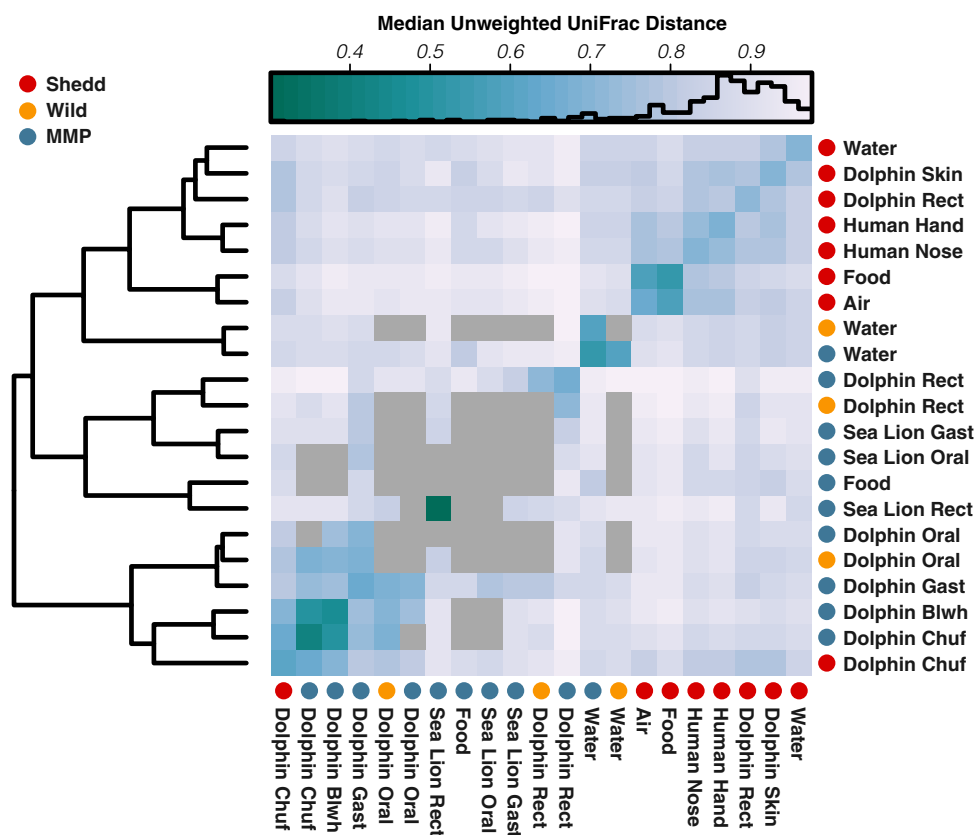 Median Unweighted UniFrac Distance
0.4 0.5 0.6 0.7 0.8 0.9
Shedd
Wild
MMP
Water
Dolphin Skin
Dolphin Rect
Human Hand
Human Nose
Food
Air
Water
Water
Dolphin Rect
Dolphin Rect
Sea Lion Gast
Sea Lion Oral
Food
Sea Lion Rect
Dolphin Oral
Dolphin Oral
Dolphin Gast
Dolphin Blwh
Dolphin Chuf
Dolphin Chuf
Dolphin Chuf
Dolphin Chuf
Dolphin Blwh
Dolphin Gast
Dolphin Oral
Dolphin Oral
Sea Lion Rect
Food
Sea Lion Oral
Sea Lion Gast
Dolphin Rect
Dolphin Rect
Water
Water
Air
Food
Human Nose
Human Hand
Dolphin Rect
Dolphin Skin
Water